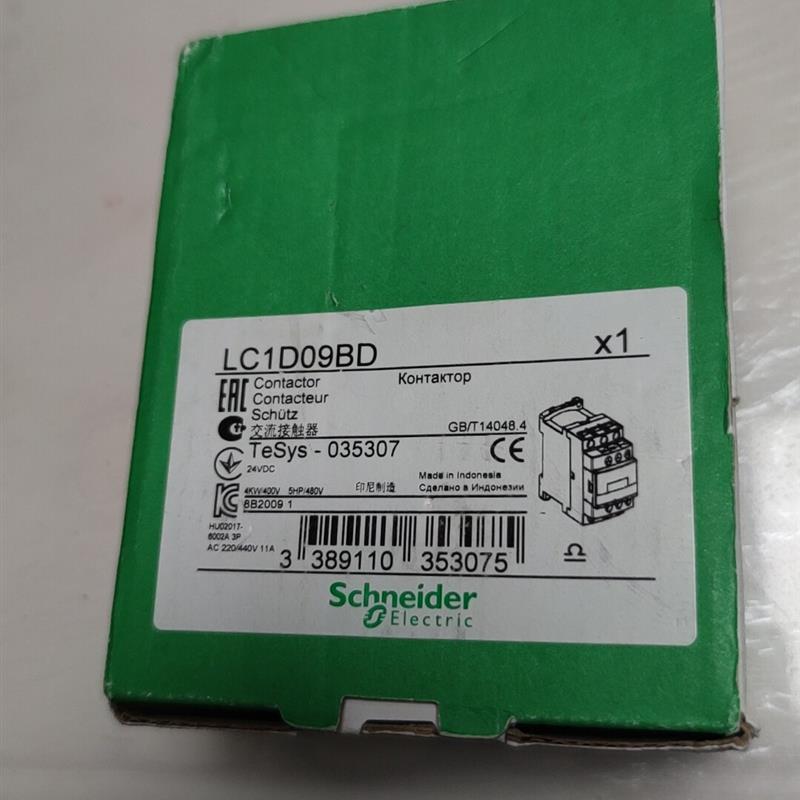 LC1D09BD x1
EAC Contactor Контактор
Contacteur
Schütz
交流接触器 GB/T14048.4
TeSys - 035307 CE
24VDC
Made in Indonesia
4KW/400V 5HP/480V 印尼制造 Сделано в Индонезии
8B2009 1
HU02017-
6002A 3P
AC 220/440V 11A
3 389110 353075
Schneider
Electric